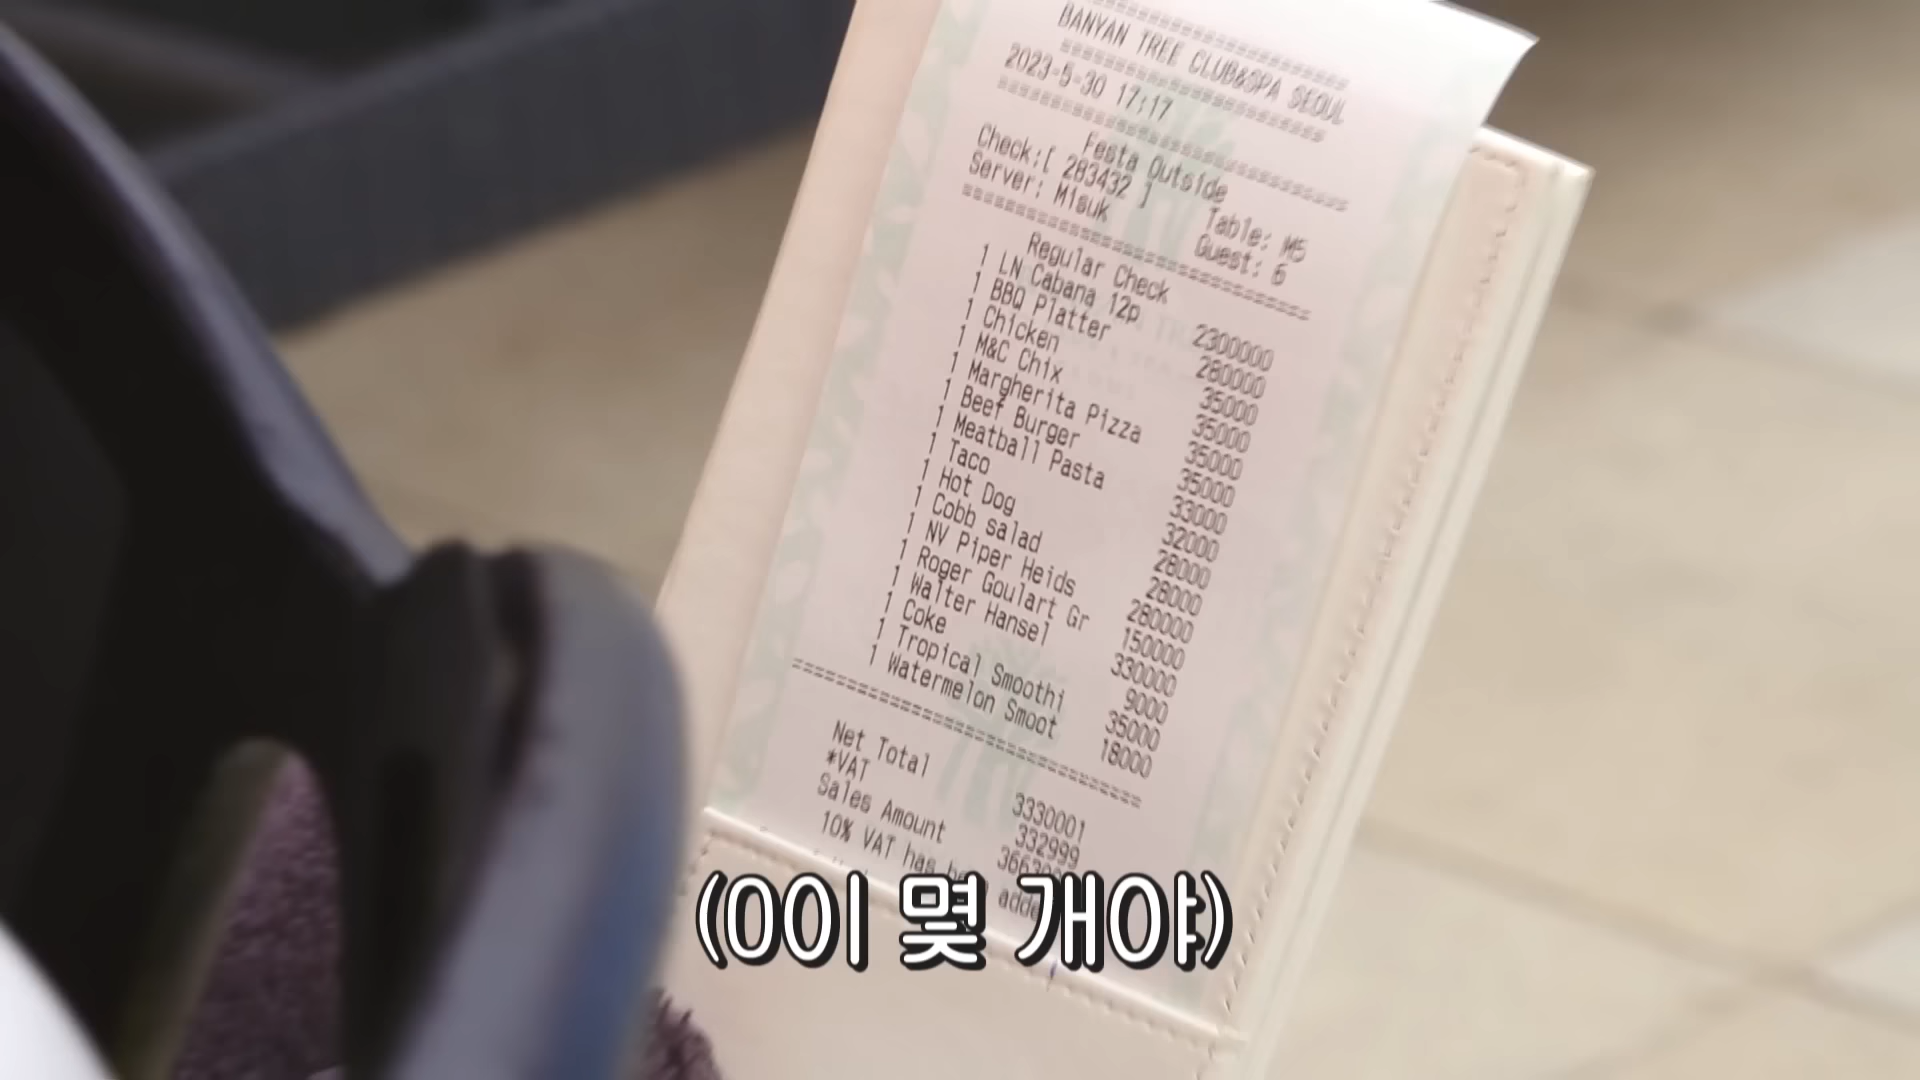 BANYAN TREE CLUB&SPA SEOUL
2023-5-30 17:17
Festa Outside
Check:[ 283432 ] Table: M5
Server: Misuk Guest: 6
Regular Check
1 LN Cabana 12p 2300000
1 BBQ Platter 280000
1 Chicken 35000
1 M&C Chix 35000
1 Margherita Pizza 35000
1 Beef Burger 35000
1 Meatball Pasta 33000
1 Taco 32000
1 Hot Dog 28000
1 Cobb salad 28000
1 NV Piper Heids 280000
1 Roger Goulart Gr 150000
1 Walter Hansel 330000
1 Coke 9000
1 Tropical Smoothi 35000
1 Watermelon Smoot 18000
Net Total 3330001
*VAT 332999
Sales Amount
10% VAT has
(00이 몇 개야)